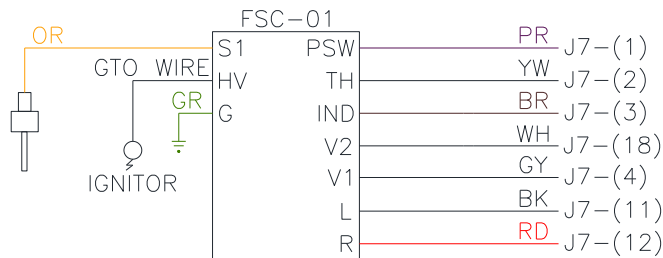 FSC-01
OR S1 PSW PR J7-(1)
GTO WIRE HV TH YW J7-(2)
GR G IND BR J7-(3)
V2 WH J7-(18)
IGNITOR V1 GY J7-(4)
L BK J7-(11)
R RD J7-(12)